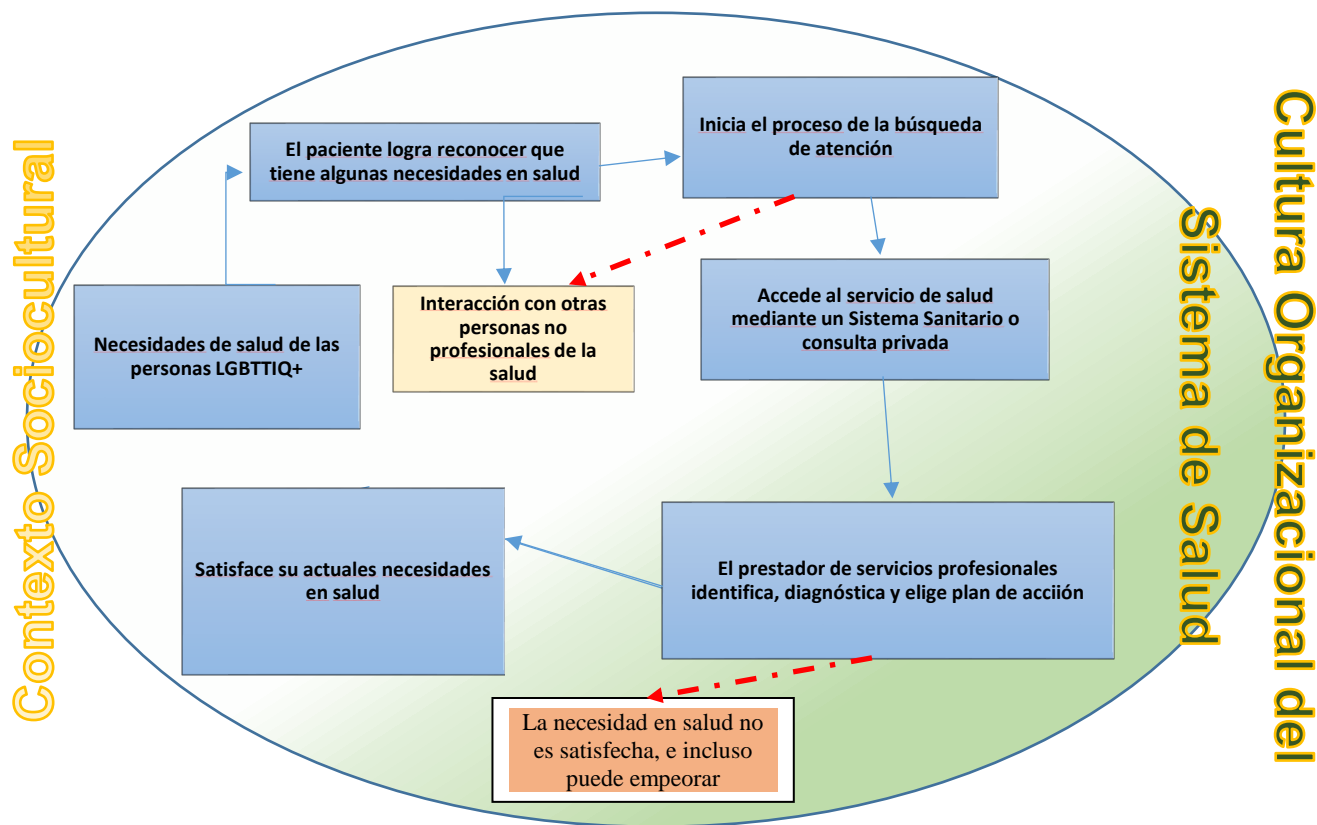 Contexto Sociocultural
El paciente logra reconocer que
tiene algunas necesidades en salud
Inicia el proceso de la búsqueda
de atención
Necesidades de salud de las
personas LGBTTIQ+
Interacción con otras
personas no
profesionales de la
salud
Accede al servicio de salud
mediante un Sistema Sanitario o
consulta privada
Satisface su actuales necesidades
en salud
El prestador de servicios profesionales
identifica, diagnóstica y elige plan de acciión
La necesidad en salud no
es satisfecha, e incluso
puede empeorar
Cultura Organizacional del
Sistema de Salud